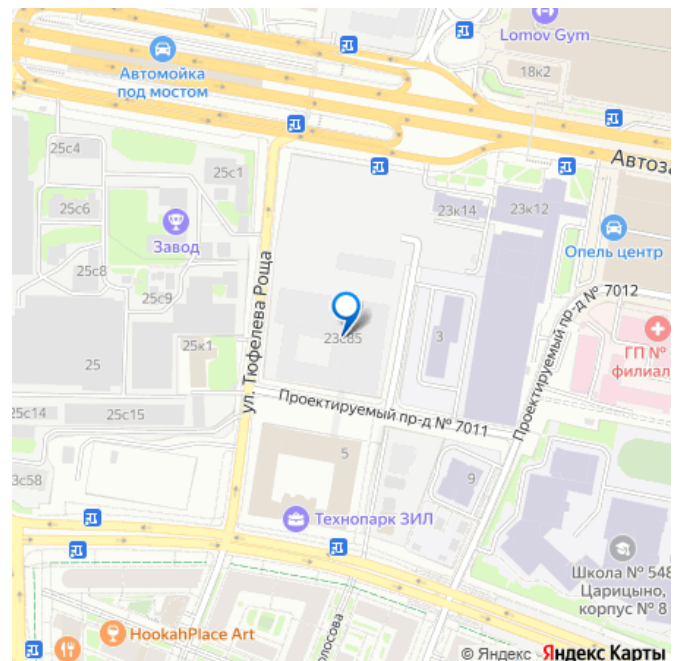 Lomov Gym
Автомойка
под мостом
18к2
25с4
25с1
Автоза
25с6
23к14
23к12
Завод
Опель центр
25с8
25с9
Проектируемый пр-д № 7012
ул. Тюфелева Роща
23с85
3
25к1
ГП №
филиал
25
25с14
25с15
Проектируемый пр-д № 7011
5
3с58
9
Технопарк ЗИЛ
Школа № 548
Царицыно,
корпус № 8
HookahPlace Art
олосова
© Яндекс Яндекс Карты